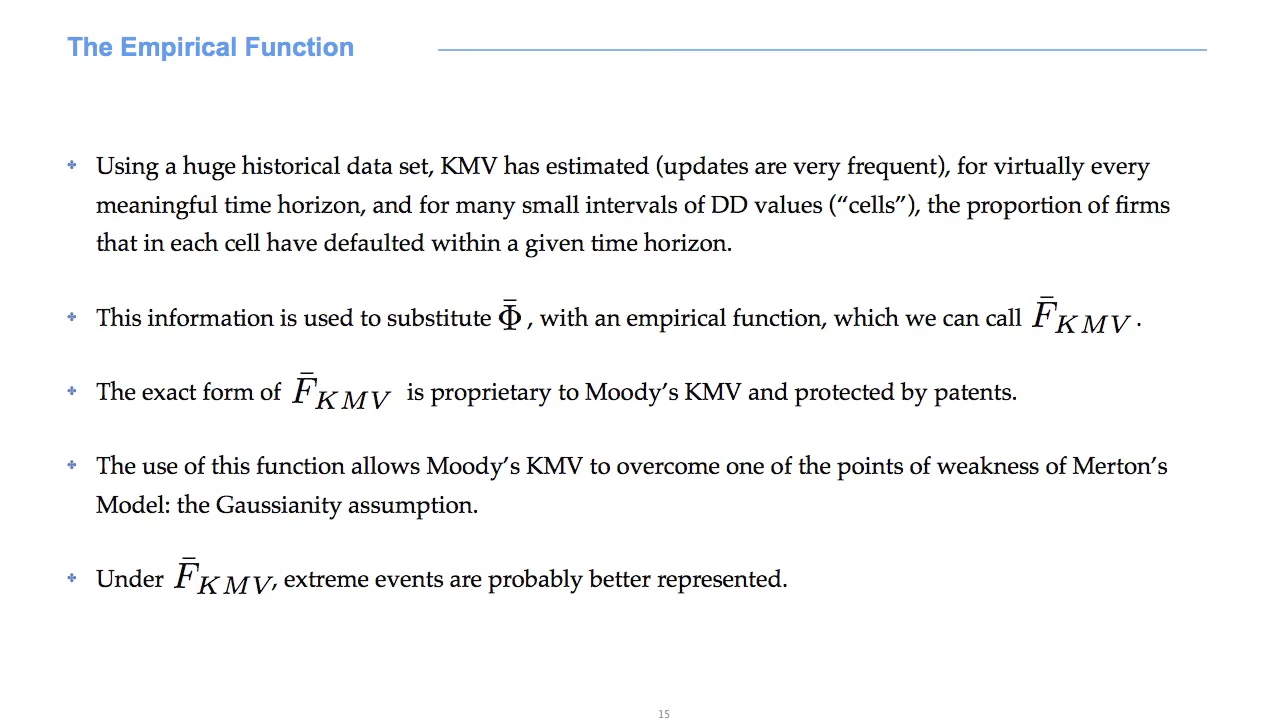 The Empirical Function
Using a huge historical data set, KMV has estimated (updates are very frequent), for virtually every
meaningful time horizon, and for many small intervals of DD values (“cells”), the proportion of firms
that in each cell have defaulted within a given time horizon.
This information is used to substitute Φ̄ , with an empirical function, which we can call F̄KMV .
The exact form of F̄KMV is proprietary to Moody’s KMV and protected by patents.
The use of this function allows Moody’s KMV to overcome one of the points of weakness of Merton’s
Model: the Gaussianity assumption.
Under F̄KMV, extreme events are probably better represented.
15